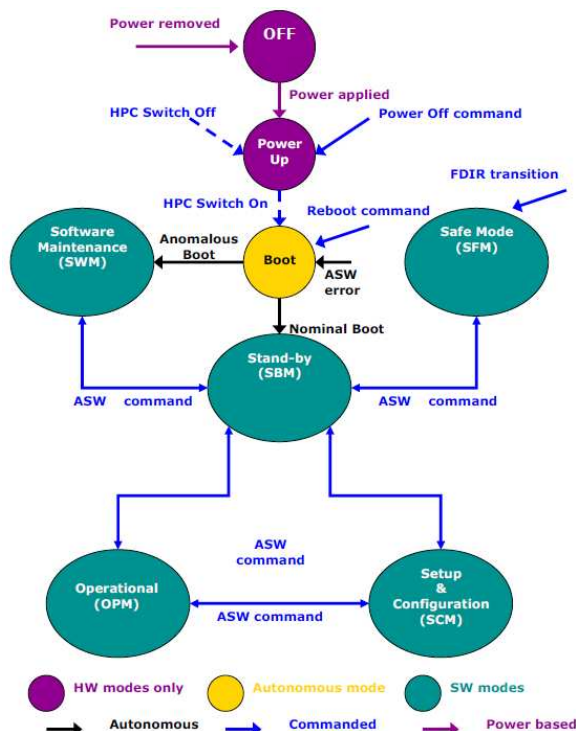 Power removed
OFF
Power applied
HPC Switch Off
Power Off command
Power
Up
FDIR transition
HPC Switch On
Reboot command
Software
Maintenance
(SWM)
Anomalous
Boot
Boot
ASW
error
Safe Mode
(SFM)
Nominal Boot
Stand-by
(SBM)
ASW command
ASW command
ASW
command
Operational
(OPM)
ASW command
Setup
&
Configuration
(SCM)
HW modes only
Autonomous mode
SW modes
Autonomous
Commanded
Power based